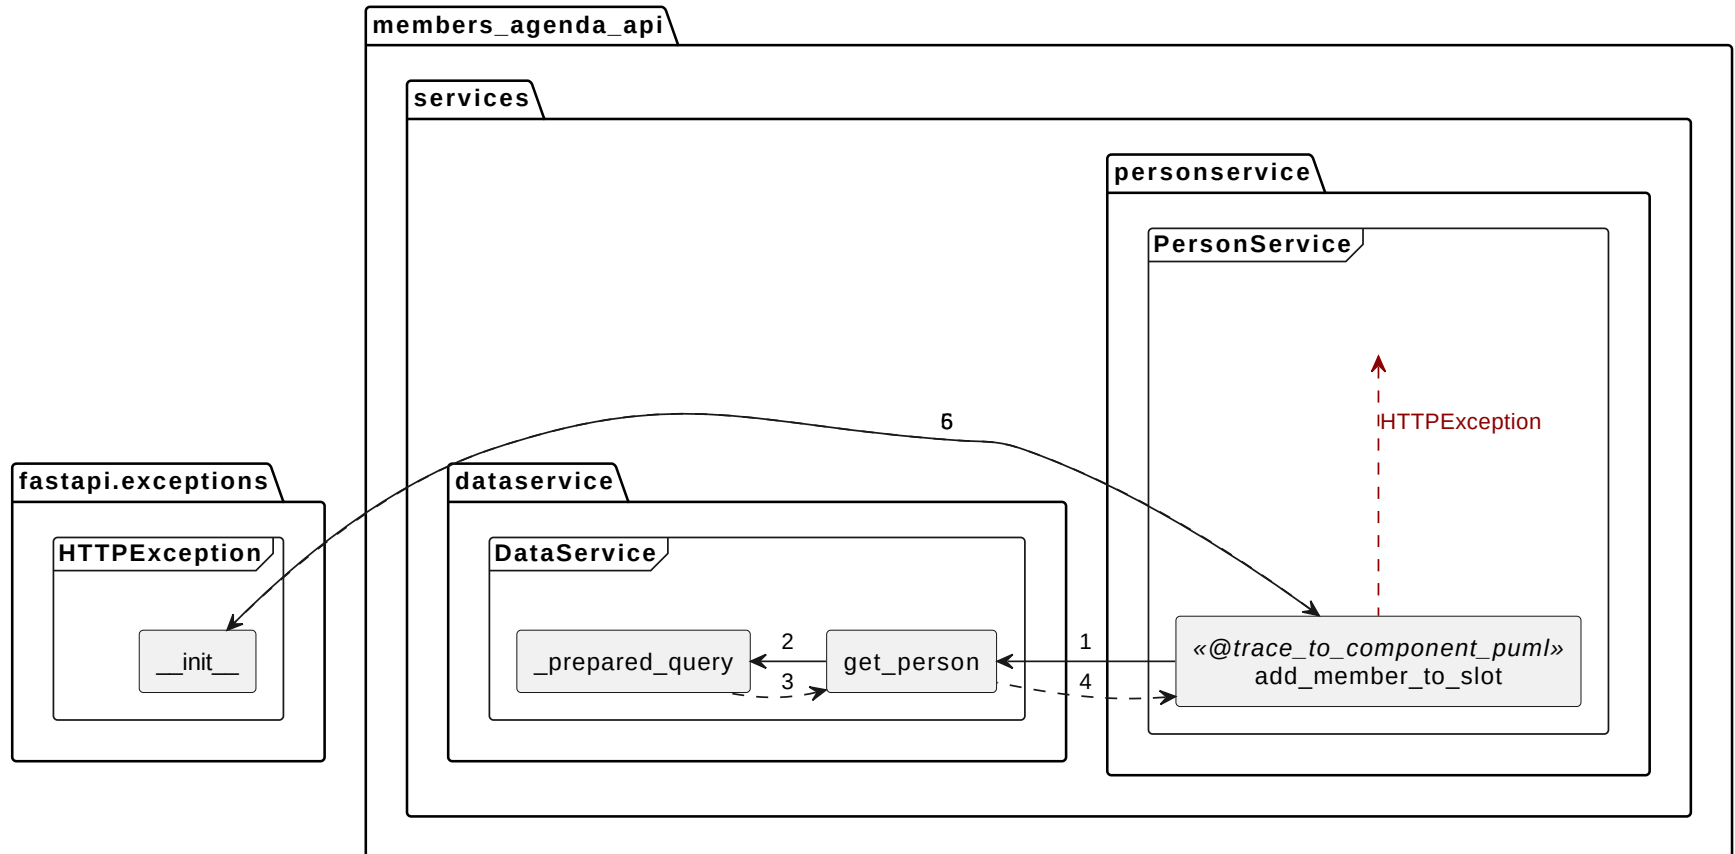 members_agenda_api
services
personservice
PersonService
6
HTTPException
fastapi.exceptions
dataservice
HTTPException
DataService
__init__
_prepared_query
2
3
get_person
1
4
«@trace_to_component_puml»
add_member_to_slot